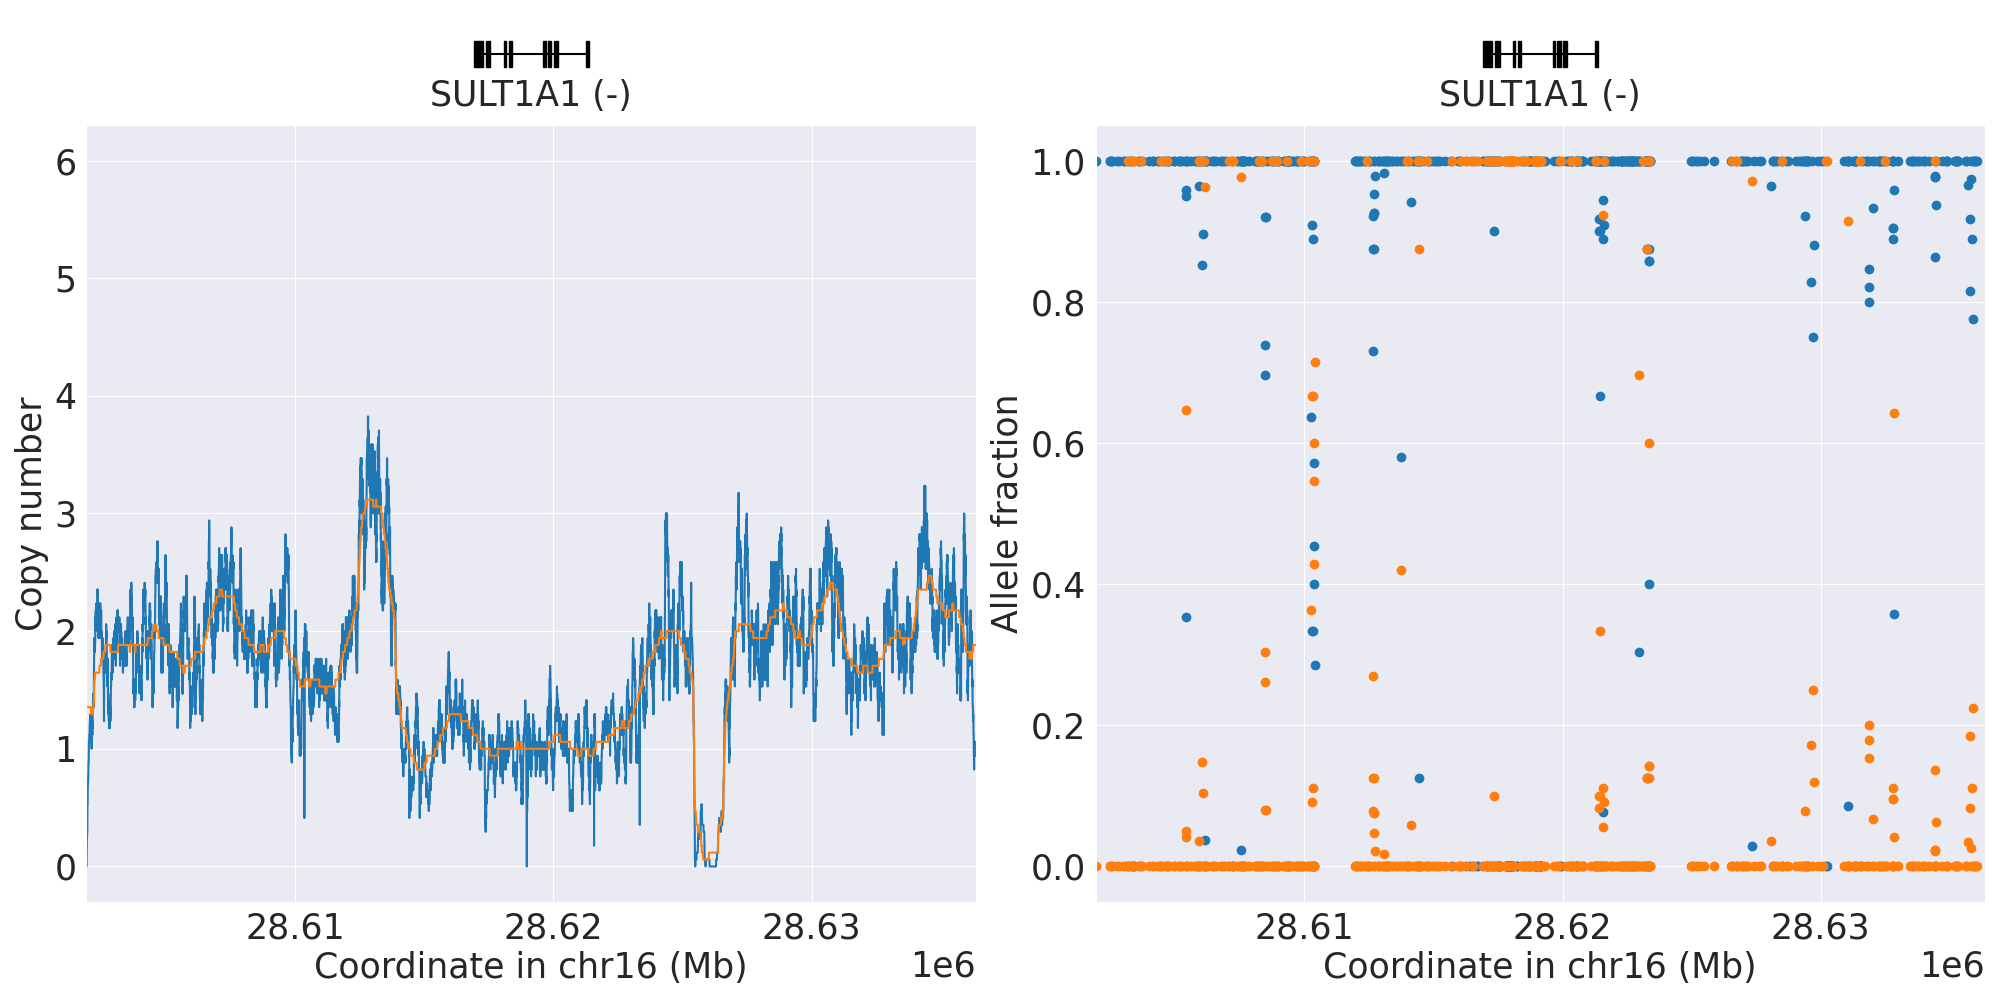 SULT1A1 (-)
6
5
4
3
2
1
0
Copy number
28.61
28.62
28.63
Coordinate in chr16 (Mb)
1e6
SULT1A1 (-)
1.0
0.8
0.6
0.4
0.2
0.0
Allele fraction
28.61
28.62
28.63
Coordinate in chr16 (Mb)
1e6